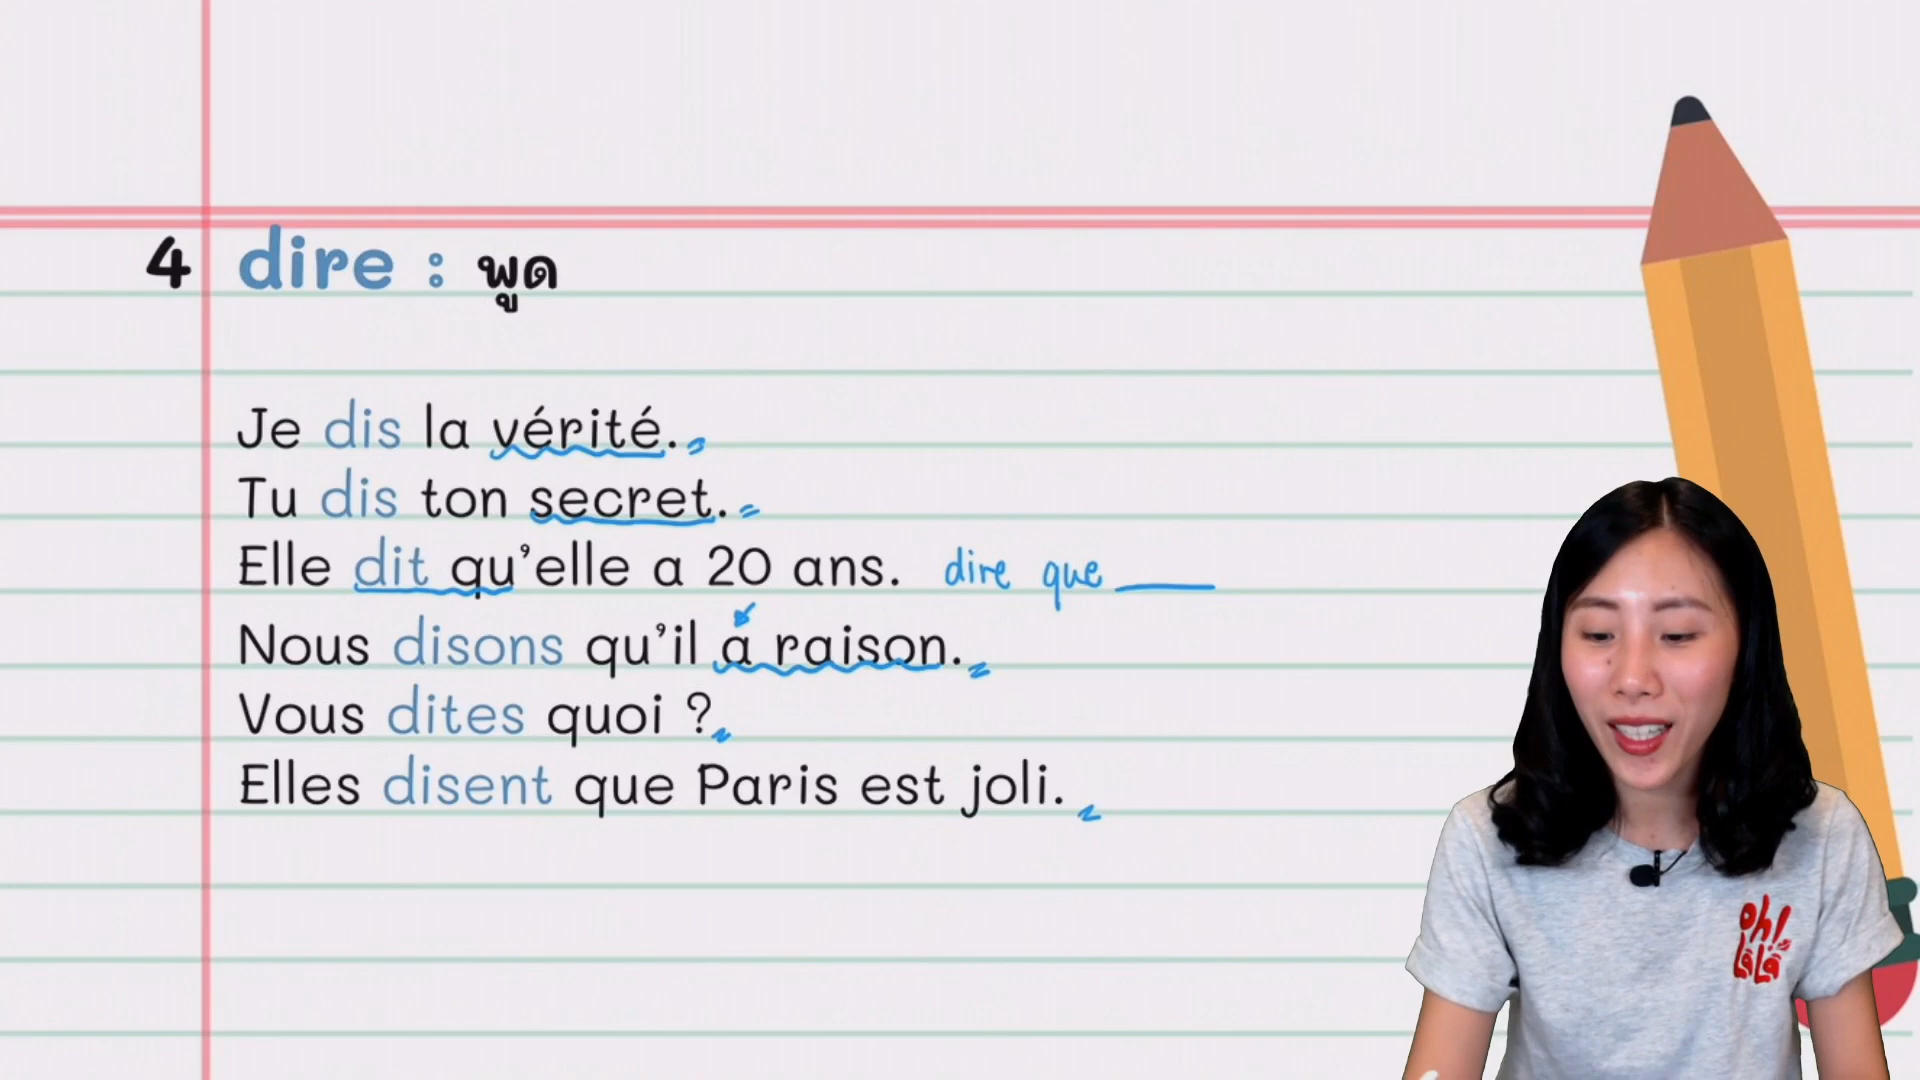 4 dire : พูด
Je dis la vérité.
Tu dis ton secret.
Elle dit qu’elle a 20 ans. dire que ____
Nous disons qu’il a raison.
Vous dites quoi ?
Elles disent que Paris est joli.
Oh!
LàLà